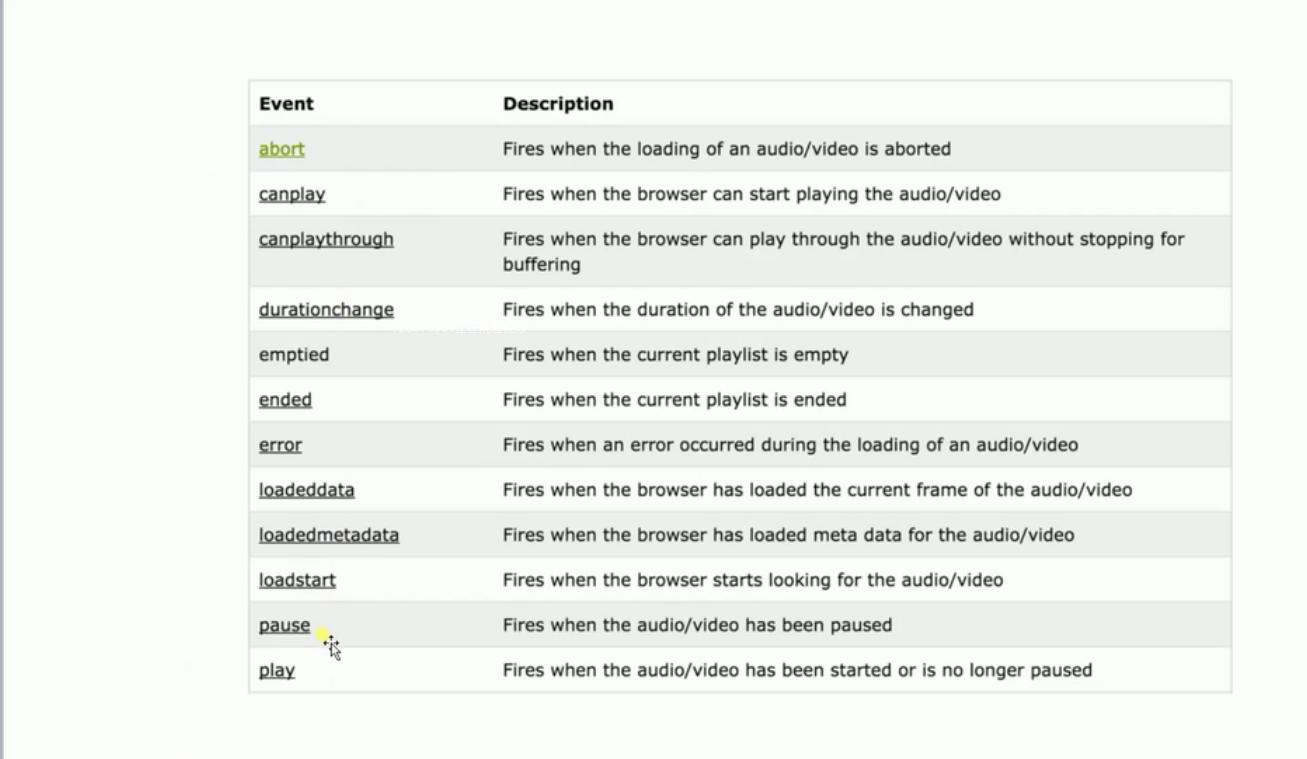 Event Description
abort Fires when the loading of an audio/video is aborted
canplay Fires when the browser can start playing the audio/video
canplaythrough Fires when the browser can play through the audio/video without stopping for
buffering
durationchange Fires when the duration of the audio/video is changed
emptied Fires when the current playlist is empty
ended Fires when the current playlist is ended
error Fires when an error occurred during the loading of an audio/video
loadeddata Fires when the browser has loaded the current frame of the audio/video
loadedmetadata Fires when the browser has loaded meta data for the audio/video
loadstart Fires when the browser starts looking for the audio/video
pause Fires when the audio/video has been paused
play Fires when the audio/video has been started or is no longer paused